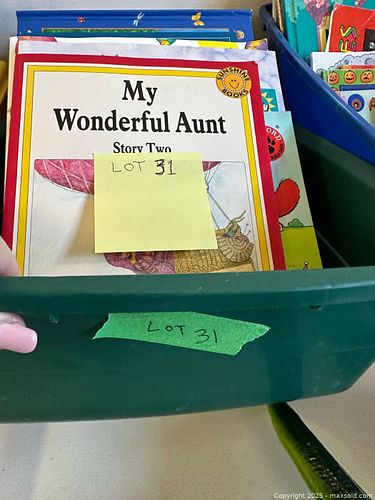 SUNSHINE
BOOKS
My
Wonderful Aunt
Story Two
LOT 31
LOT 31
Copyright © 2025 - maxsold.com